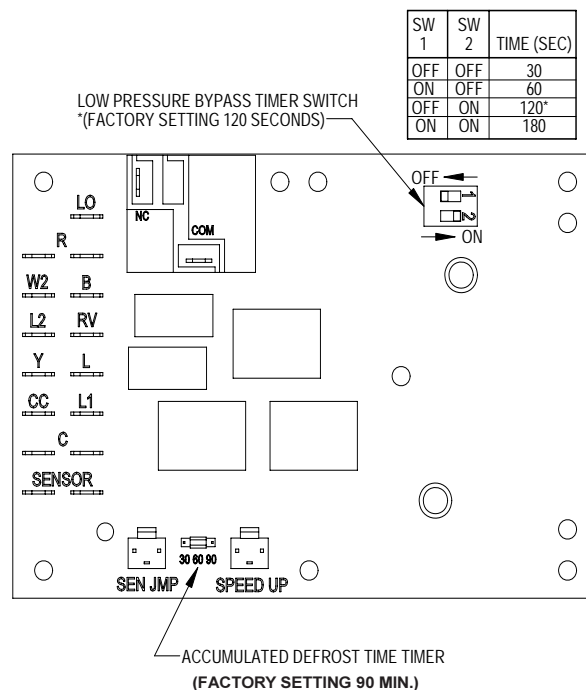 SW 1 SW 2 TIME (SEC)
OFF OFF 30
ON OFF 60
OFF ON 120*
ON ON 180
LOW PRESSURE BYPASS TIMER SWITCH
*(FACTORY SETTING 120 SECONDS)
OFF
1
2
ON
NC
COM
LO
R
W2 B
L2 RV
Y L
CC L1
C
SENSOR
30 60 90
SEN JMP SPEED UP
ACCUMULATED DEFROST TIME TIMER
(FACTORY SETTING 90 MIN.)